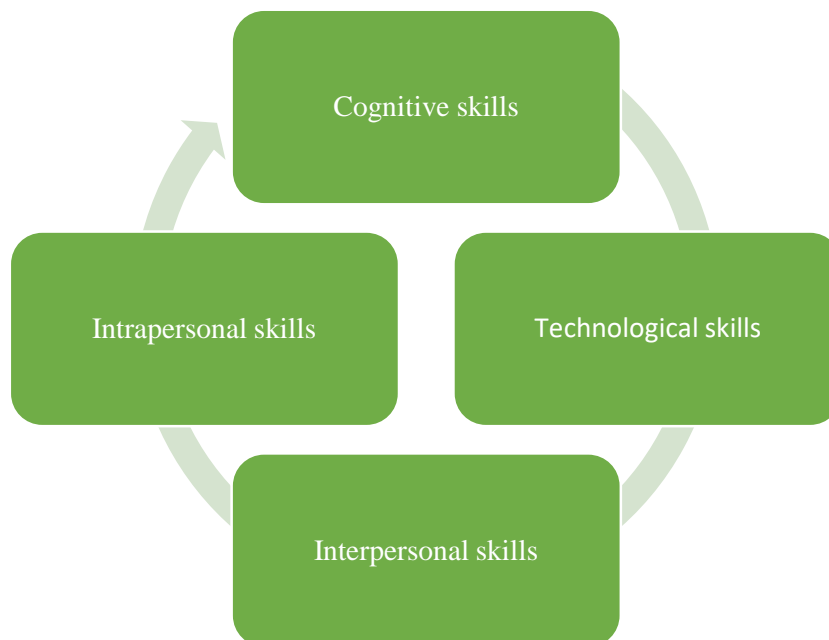 Cognitive skills
Intrapersonal skills
Technological skills
Interpersonal skills